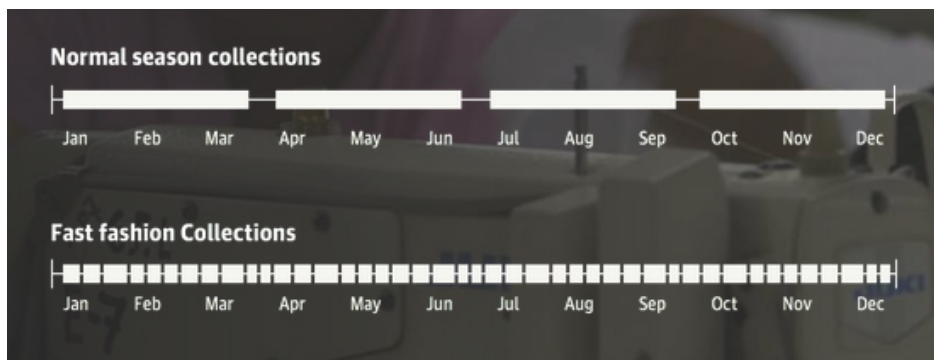 Normal season collections
Jan Feb Mar Apr May Jun Jul Aug Sep Oct Nov Dec
Fast fashion Collections
Jan Feb Mar Apr May Jun Jul Aug Sep Oct Nov Dec